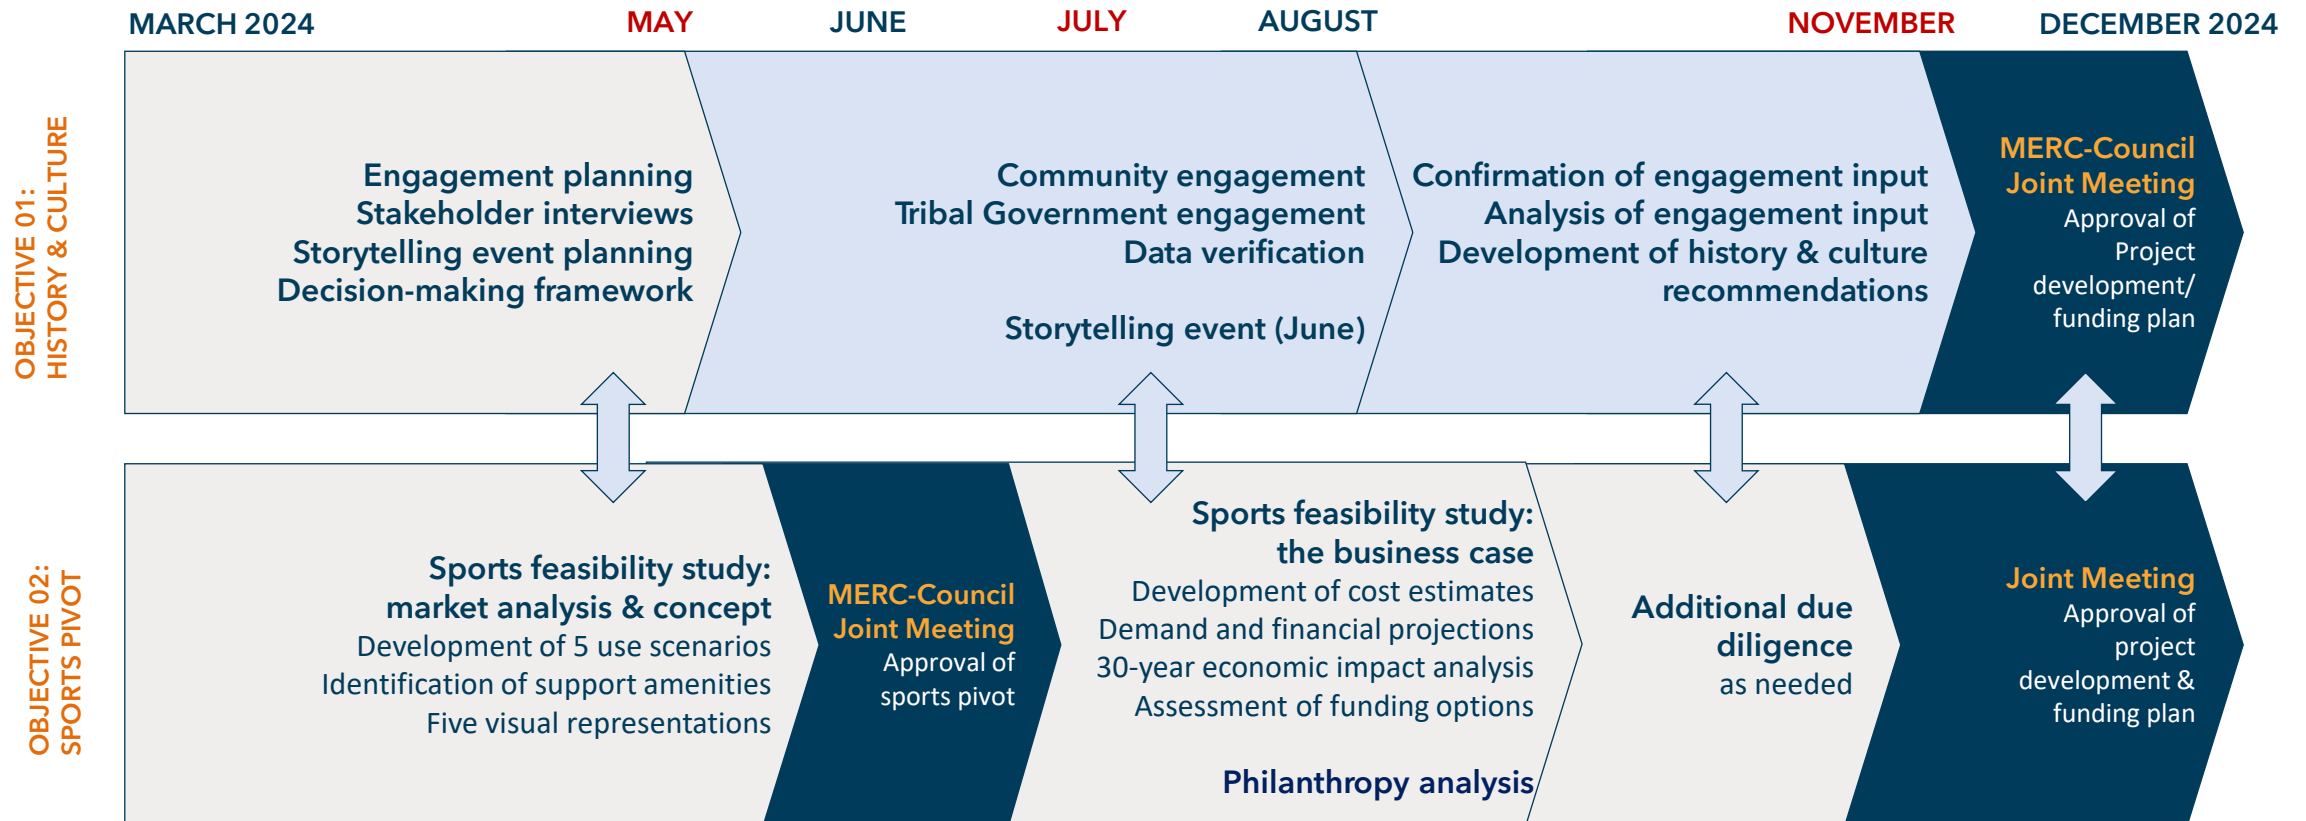 MARCH 2024
MAY
JUNE
JULY
AUGUST
NOVEMBER
DECEMBER 2024
OBJECTIVE 01:
HISTORY & CULTURE
Engagement planning
Stakeholder interviews
Storytelling event planning
Decision-making framework
Community engagement
Tribal Government engagement
Data verification
Storytelling event (June)
Confirmation of engagement input
Analysis of engagement input
Development of history & culture
recommendations
MERC-Council
Joint Meeting
Approval of
Project
development/
funding plan
OBJECTIVE 02:
SPORTS PIVOT
Sports feasibility study:
market analysis & concept
Development of 5 use scenarios
Identification of support amenities
Five visual representations
MERC-Council
Joint Meeting
Approval of
sports pivot
Sports feasibility study:
the business case
Development of cost estimates
Demand and financial projections
30-year economic impact analysis
Assessment of funding options
Philanthropy analysis
Additional due
diligence
as needed
Joint Meeting
Approval of
project
development &
funding plan